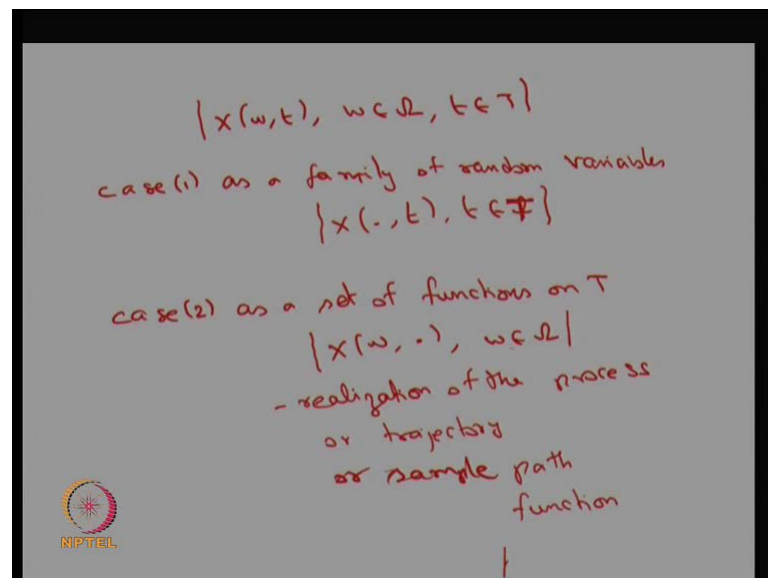 {x(w,t), w∈Ω, t∈T}
case(1) as a family of random variables
{x(.,t), t∈T}
case(2) as a set of functions on T
{x(w,.), w∈Ω}
- realization of the process
or trajectory
or sample path
function
NPTEL